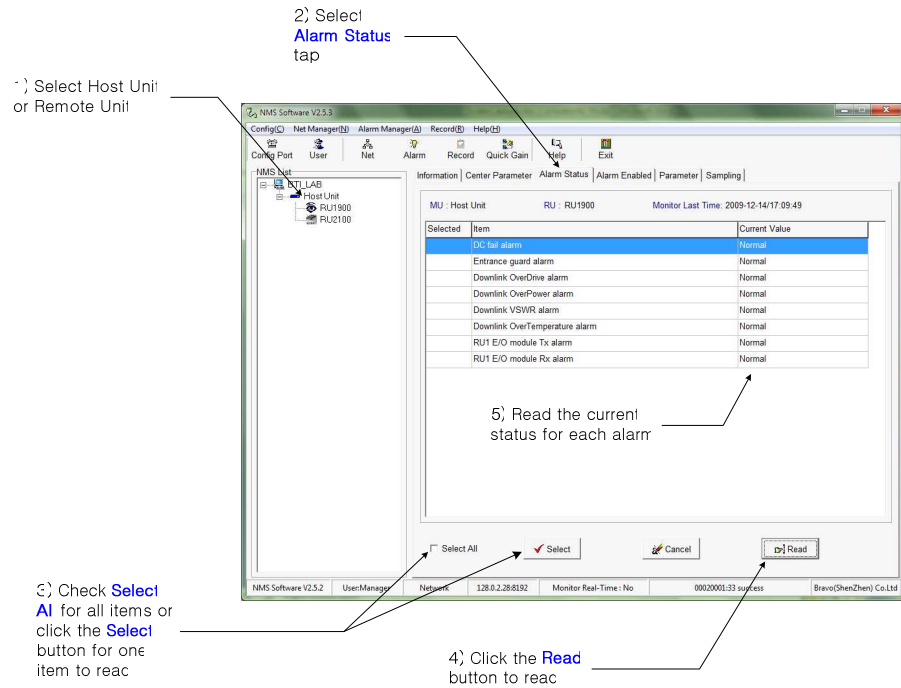 2) Select
Alarm Status
tap
1) Select Host Unit
or Remote Unit
NMS Software V2.5.3
Config(C) Net Manager(N) Alarm Manager(A) Record(R) Help(H)
Config Port User Net Alarm Record Quick Gain Help Exit
NMS List
BTI_LAB
Host Unit
RU1900
RU2100
Information Center Parameter Alarm Status Alarm Enabled Parameter Sampling
MU : Host Unit RU : RU1900 Monitor Last Time: 2009-12-14/17:09:49
Selected Item Current Value
DC fail alarm Normal
Entrance guard alarm Normal
Downlink OverDrive alarm Normal
Downlink OverPower alarm Normal
Downlink VSWR alarm Normal
Downlink OverTemperature alarm Normal
RU1 E/O module Tx alarm Normal
RU1 E/O module Rx alarm Normal
5) Read the current
status for each alarm
Select All Select Cancel Read
NMS Software V2.5.2 User:Manager Network 128.0.2.28:8192 Monitor Real-Time : No 00020001:33 success Bravo(ShenZhen) Co.Ltd
3) Check Select
All for all items or
click the Select
button for one
item to read
4) Click the Read
button to read